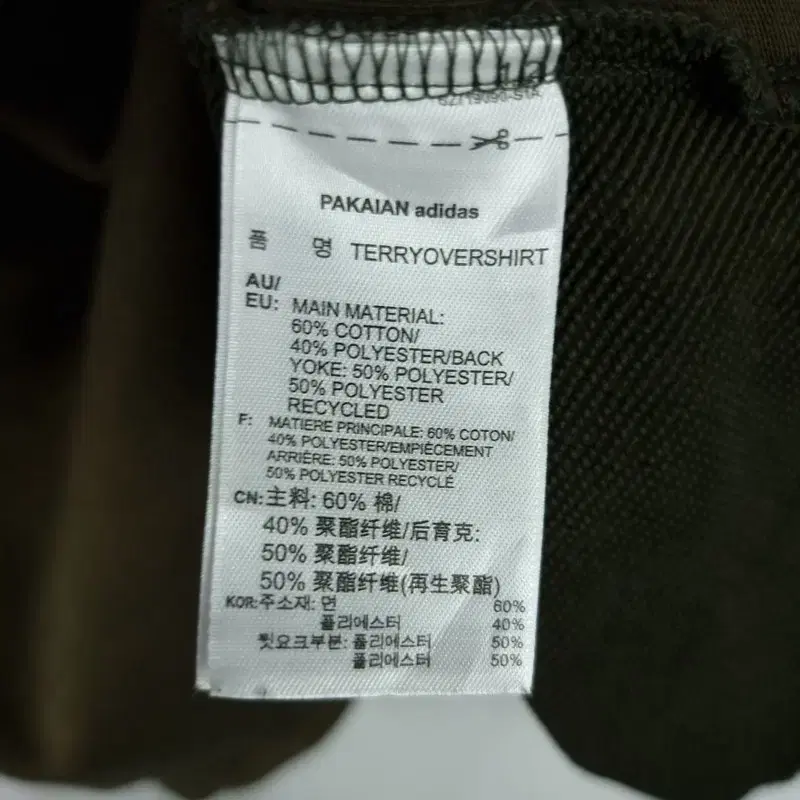 PAKAIAN adidas
품 명 TERRYOVERSHIRT
AU/
EU: MAIN MATERIAL:
60% COTTON/
40% POLYESTER/BACK
YOKE: 50% POLYESTER/
50% POLYESTER
RECYCLED
F: MATIERE PRINCIPALE: 60% COTON/
40% POLYESTER/EMPIÈCEMENT
ARRIÈRE: 50% POLYESTER/
50% POLYESTER RECYCLÉ
CN:主料: 60% 棉/
40% 聚酯纤维/后育克:
50% 聚酯纤维/
50% 聚酯纤维(再生聚酯)
KOR:주소재: 면 60%
폴리에스터 40%
뒷요크부분: 폴리에스터 50%
폴리에스터 50%